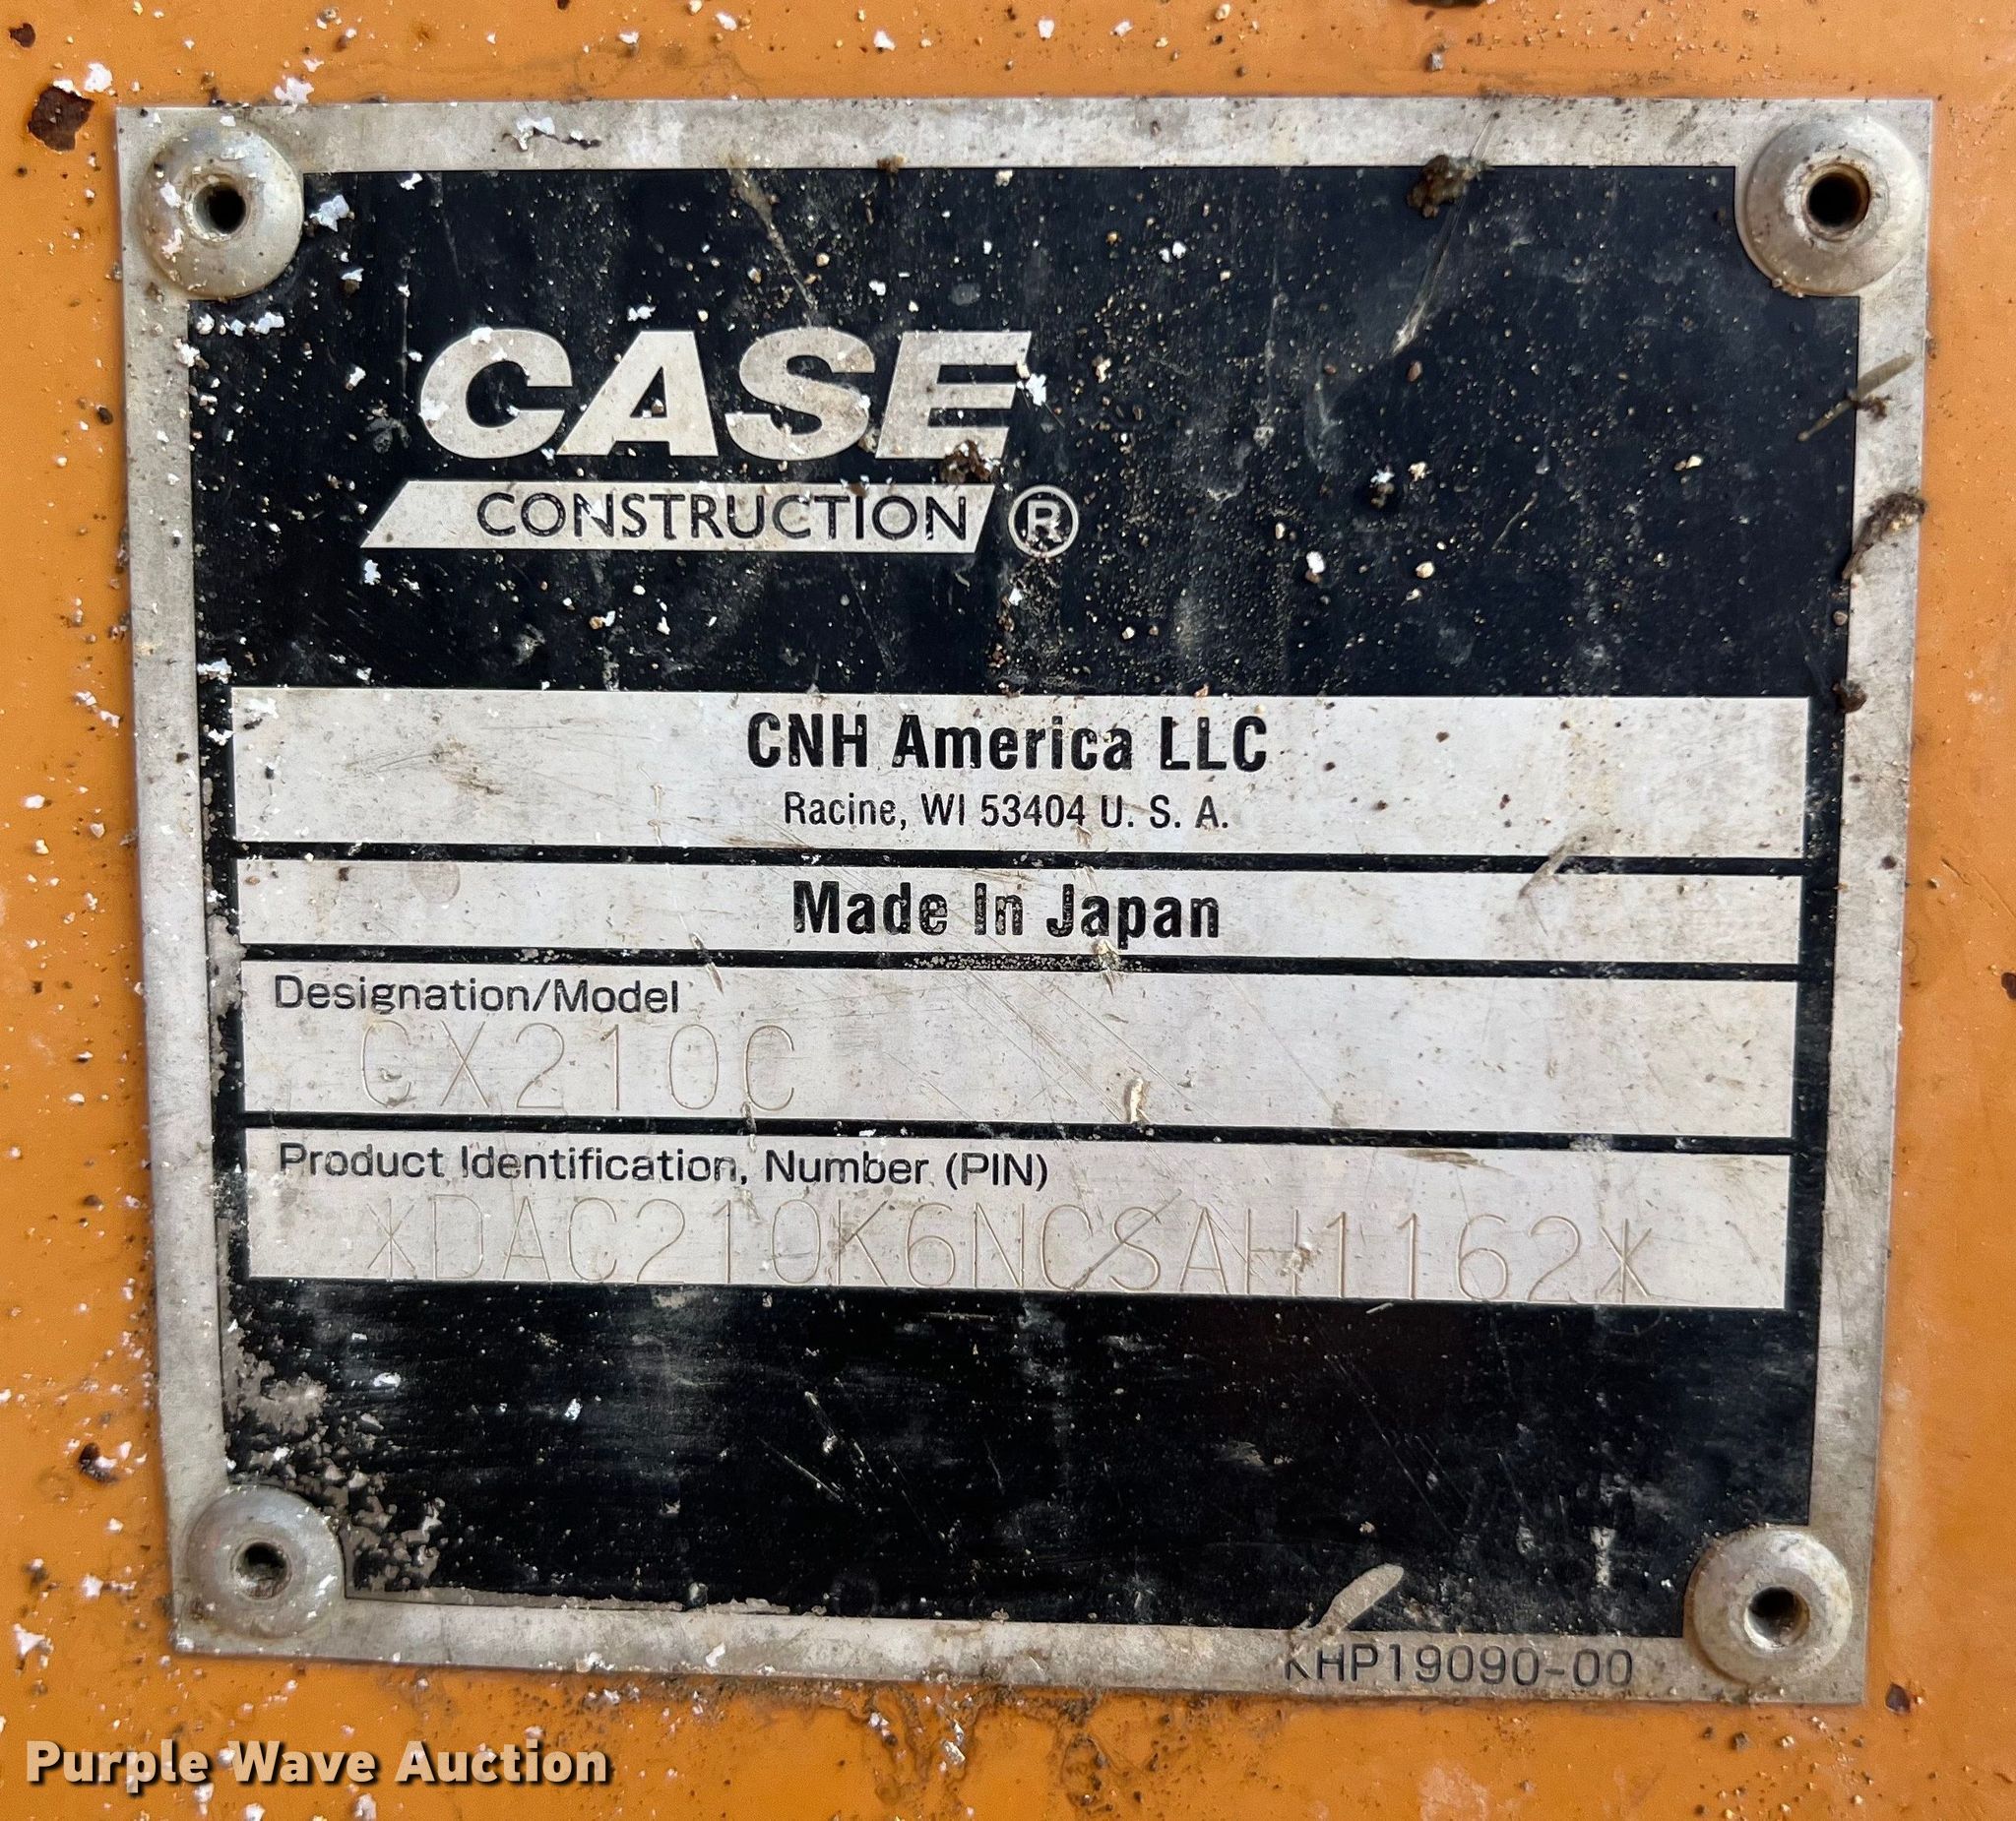 CASE
CONSTRUCTION ®
CNH America LLC
Racine, WI 53404 U. S. A.
Made In Japan
Designation/Model
CX210C
Product Identification, Number (PIN)
*DAC210K6NCSAH1162*
KHP19090-00
Purple Wave Auction